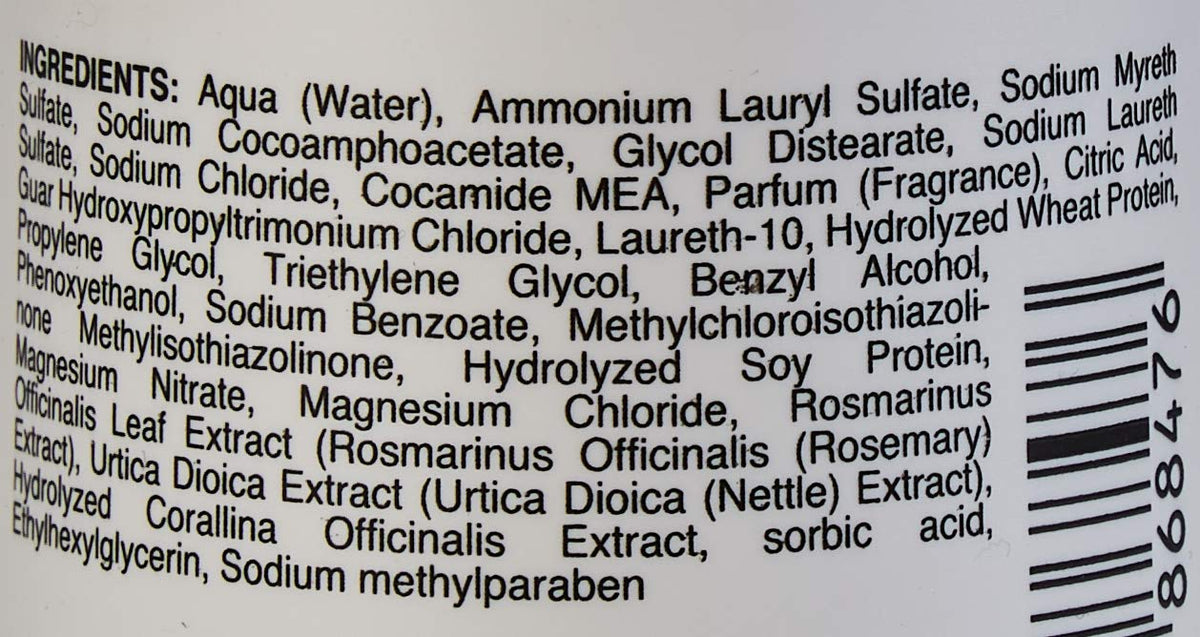 INGREDIENTS: Aqua (Water), Ammonium Lauryl Sulfate, Sodium Myreth
Sulfate, Sodium Cocoamphoacetate, Glycol Distearate, Sodium Laureth
Sulfate, Sodium Chloride, Cocamide MEA, Parfum (Fragrance), Citric Acid,
Guar Hydroxypropyltrimonium Chloride, Laureth-10, Hydrolyzed Wheat Protein,
Propylene Glycol, Triethylene Glycol, Benzyl Alcohol,
Phenoxyethanol, Sodium Benzoate, Methylchloroisothiazoli-
none Methylisothiazolinone, Hydrolyzed Soy Protein,
Magnesium Nitrate, Magnesium Chloride, Rosmarinus
Officinalis Leaf Extract (Rosmarinus Officinalis (Rosemary)
Extract), Urtica Dioica Extract (Urtica Dioica (Nettle) Extract),
Hydrolyzed Corallina Officinalis Extract, sorbic acid,
Ethylhexylglycerin, Sodium methylparaben
8698476